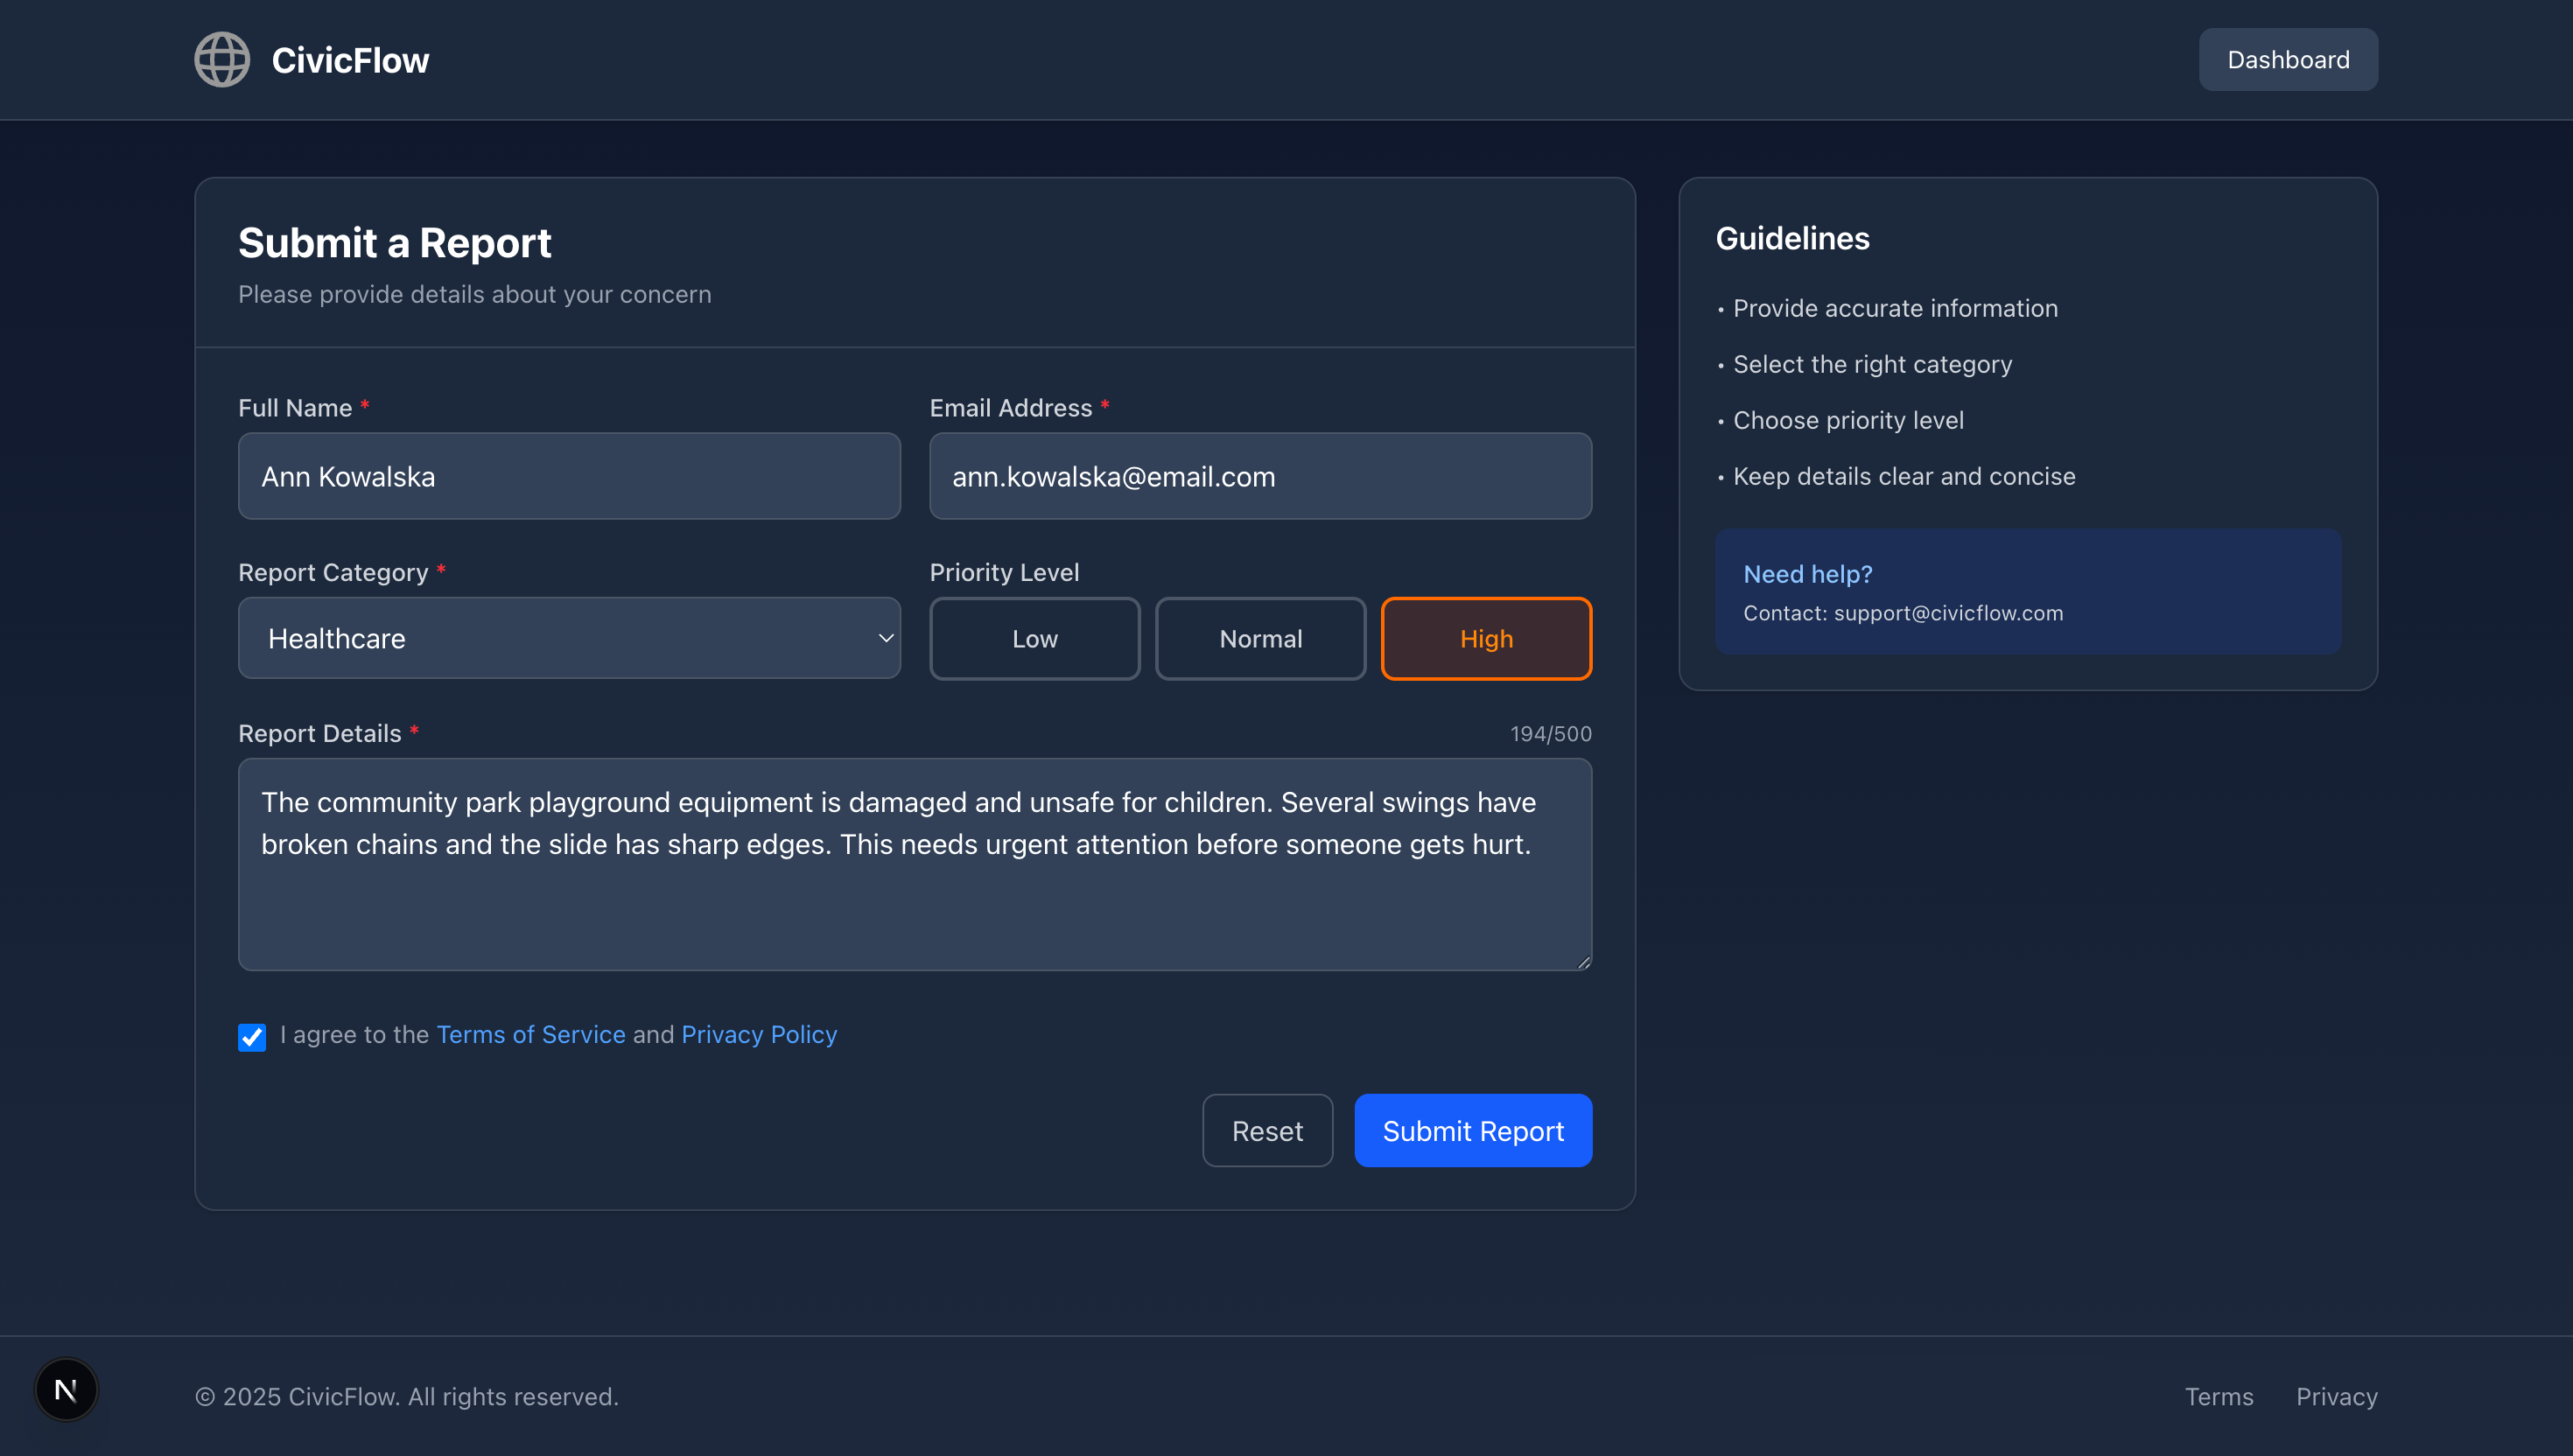 CivicFlow
Dashboard
Submit a Report
Please provide details about your concern
Full Name *
Email Address *
Ann Kowalska
ann.kowalska@email.com
Report Category *
Priority Level
Healthcare
Low
Normal
High
Report Details *
194/500
The community park playground equipment is damaged and unsafe for children. Several swings have
broken chains and the slide has sharp edges. This needs urgent attention before someone gets hurt.
I agree to the Terms of Service and Privacy Policy
Reset
Submit Report
Guidelines
• Provide accurate information
• Select the right category
• Choose priority level
• Keep details clear and concise
Need help?
Contact: support@civicflow.com
N
© 2025 CivicFlow. All rights reserved.
Terms
Privacy